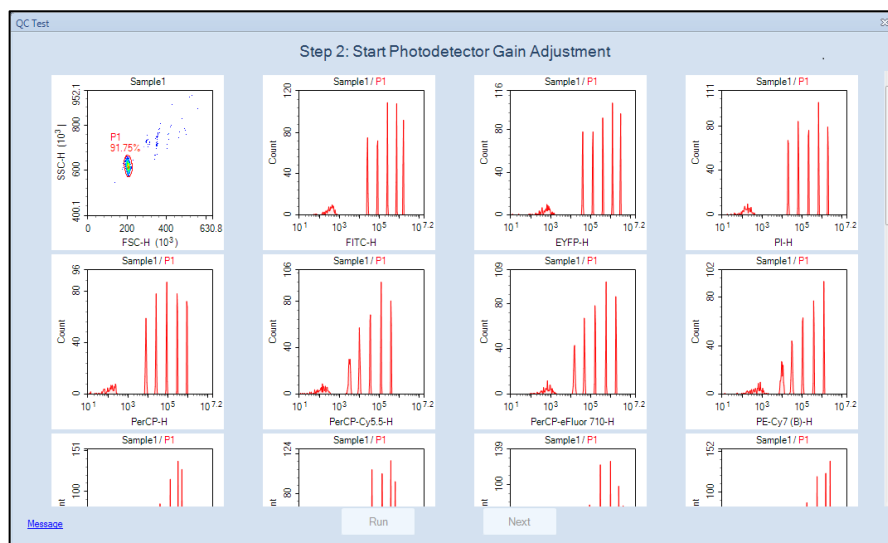 QC Test
Step 2: Start Photodetector Gain Adjustment
Sample1
952.1
800
600
400.1
SSC-H (10³)
P1
91.75%
0 200 400 630.8
FSC-H (10³)
Sample1 / P1
120
80
40
0
Count
10¹ 10³ 10⁵ 10⁷·²
FITC-H
Sample1 / P1
116
80
40
0
Count
10¹ 10³ 10⁵ 10⁷·²
EYFP-H
Sample1 / P1
116
80
40
0
Count
10¹ 10³ 10⁵ 10⁷·²
PI-H
Sample1 / P1
96
80
40
0
Count
10¹ 10³ 10⁵ 10⁷·²
PerCP-H
Sample1 / P1
106
80
40
0
Count
10¹ 10³ 10⁵ 10⁷·²
PerCP-Cy5.5-H
Sample1 / P1
109
80
40
0
Count
10¹ 10³ 10⁵ 10⁷·²
PerCP-eFluor 710-H
Sample1 / P1
102
80
40
0
Count
10¹ 10³ 10⁵ 10⁷·²
PE-Cy7 (B)-H
Sample1/ P1
151
100
Sample1/ P1
124
80
Sample1/ P1
139
100
Sample1/ P1
152
100
Message
Run
Next